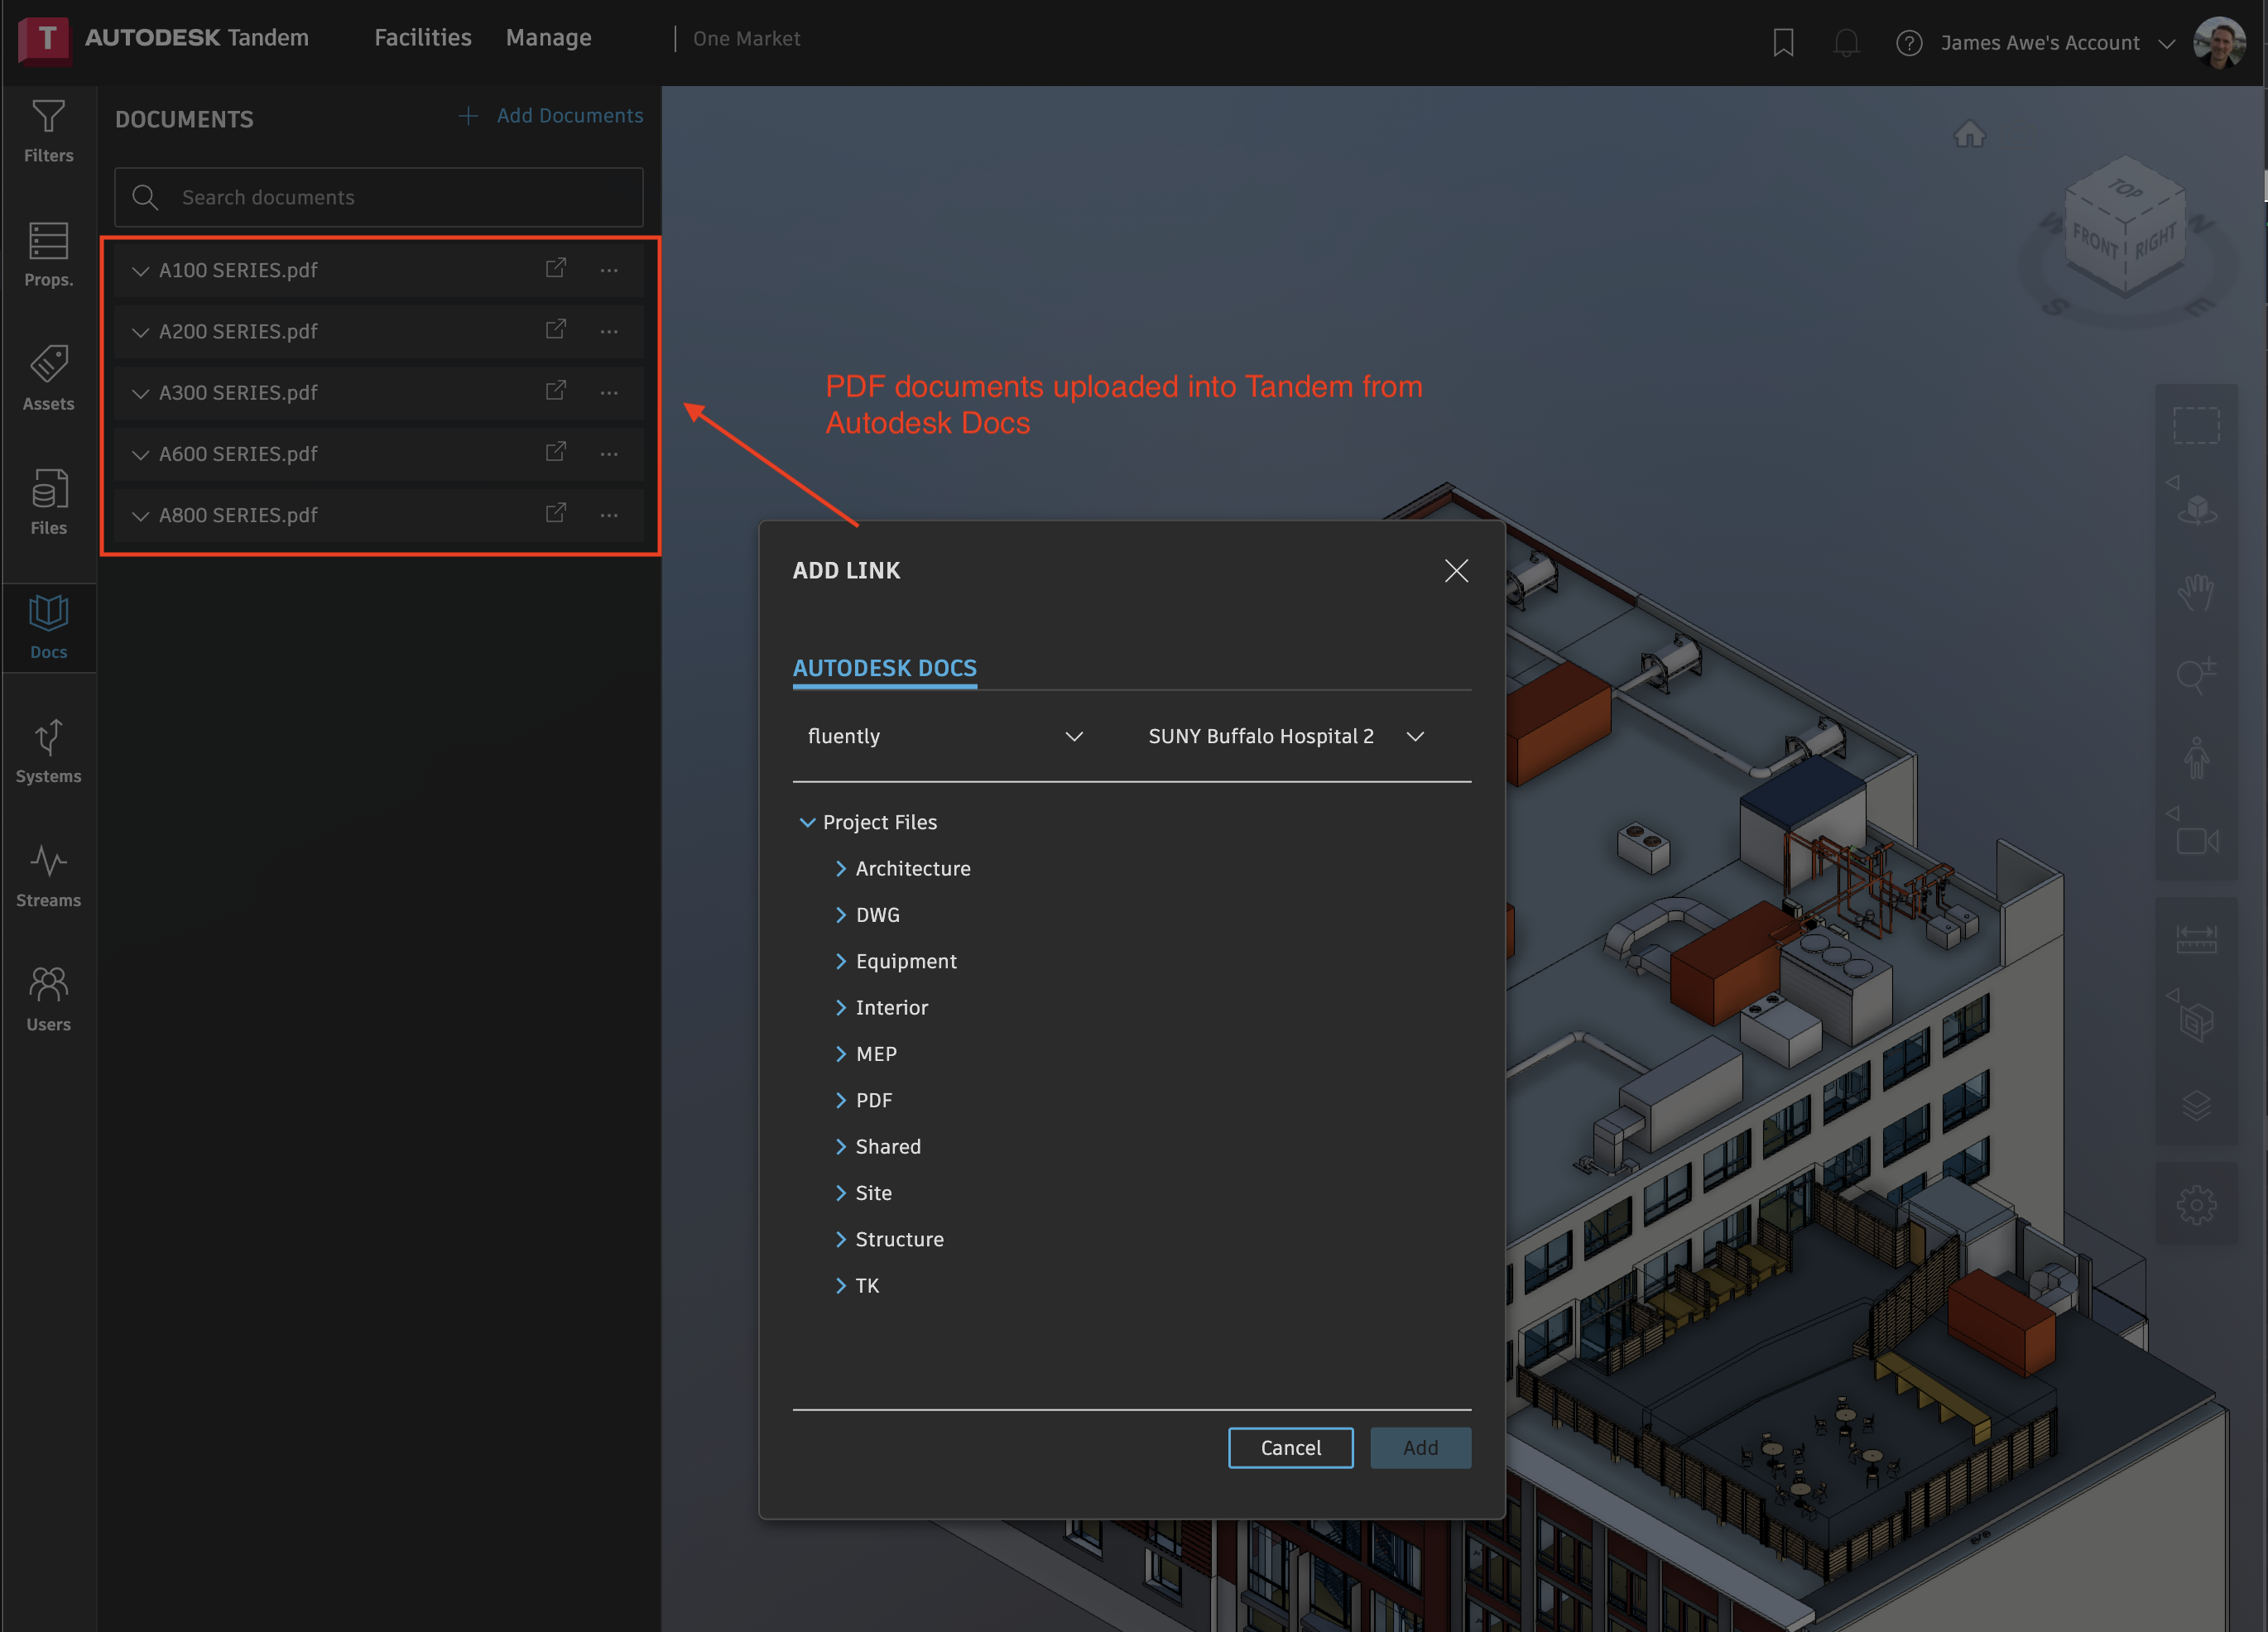 T AUTODESK Tandem
Facilities
Manage
One Market
James Awe's Account
Filters
Props.
Assets
Files
Docs
Systems
Streams
Users
DOCUMENTS
Add Documents
Search documents
A100 SERIES.pdf
A200 SERIES.pdf
A300 SERIES.pdf
A600 SERIES.pdf
A800 SERIES.pdf
PDF documents uploaded into Tandem from
Autodesk Docs
TOP
FRONT
RIGHT
W
N
S
E
ADD LINK
AUTODESK DOCS
fluently
SUNY Buffalo Hospital 2
Project Files
Architecture
DWG
Equipment
Interior
MEP
PDF
Shared
Site
Structure
TK
Cancel
Add